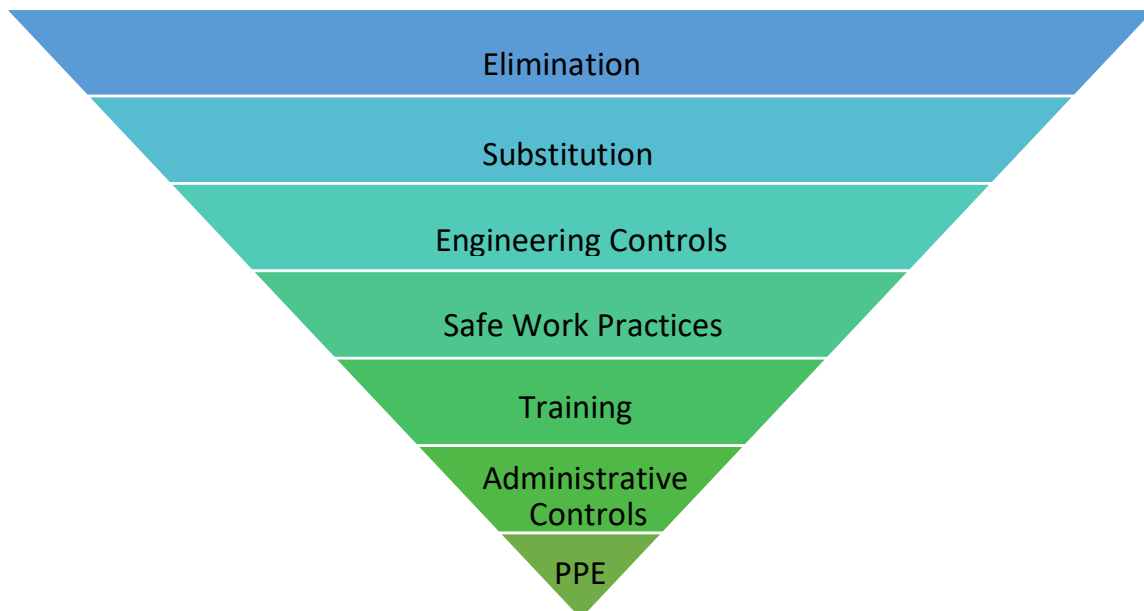 Elimination
Substitution
Engineering Controls
Safe Work Practices
Training
Administrative
Controls
PPE